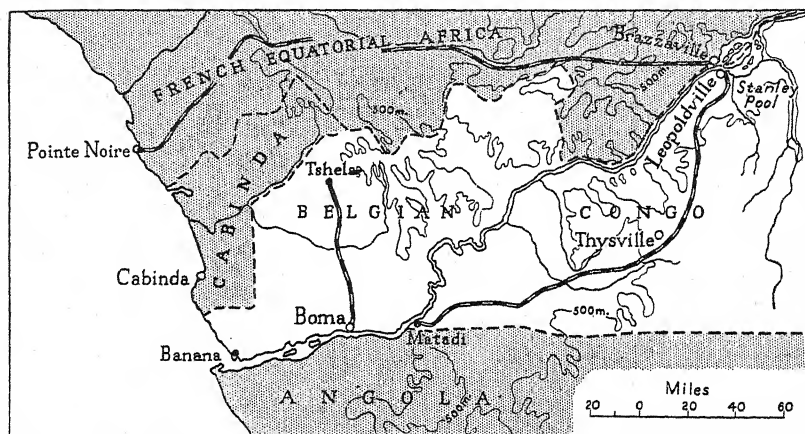 FRENCH EQUATORIAL AFRICA
Brazzaville
Stanley
Pool
Leopoldville
500m.
500m.
Pointe Noire
CABINDA
Tshela
BELGIAN CONGO
Thysville
Cabinda
500m.
Boma
Matadi
Banana
ANGOLA
500m.
Miles
20 0 20 40 60